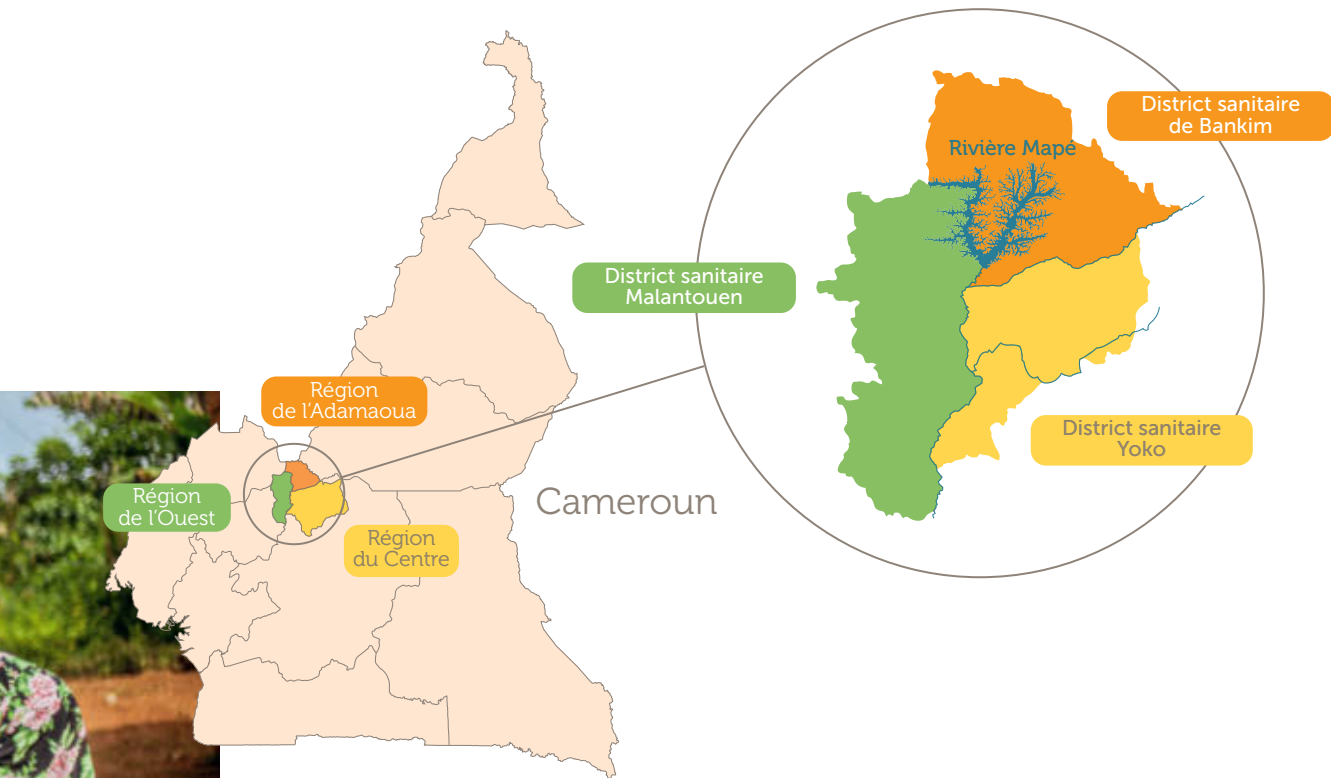 District sanitaire
de Bankim
Rivière Mapé
District sanitaire
Malantouen
Région
de l'Adamaoua
District sanitaire
Yoko
Cameroun
Région
de l'Ouest
Région
du Centre